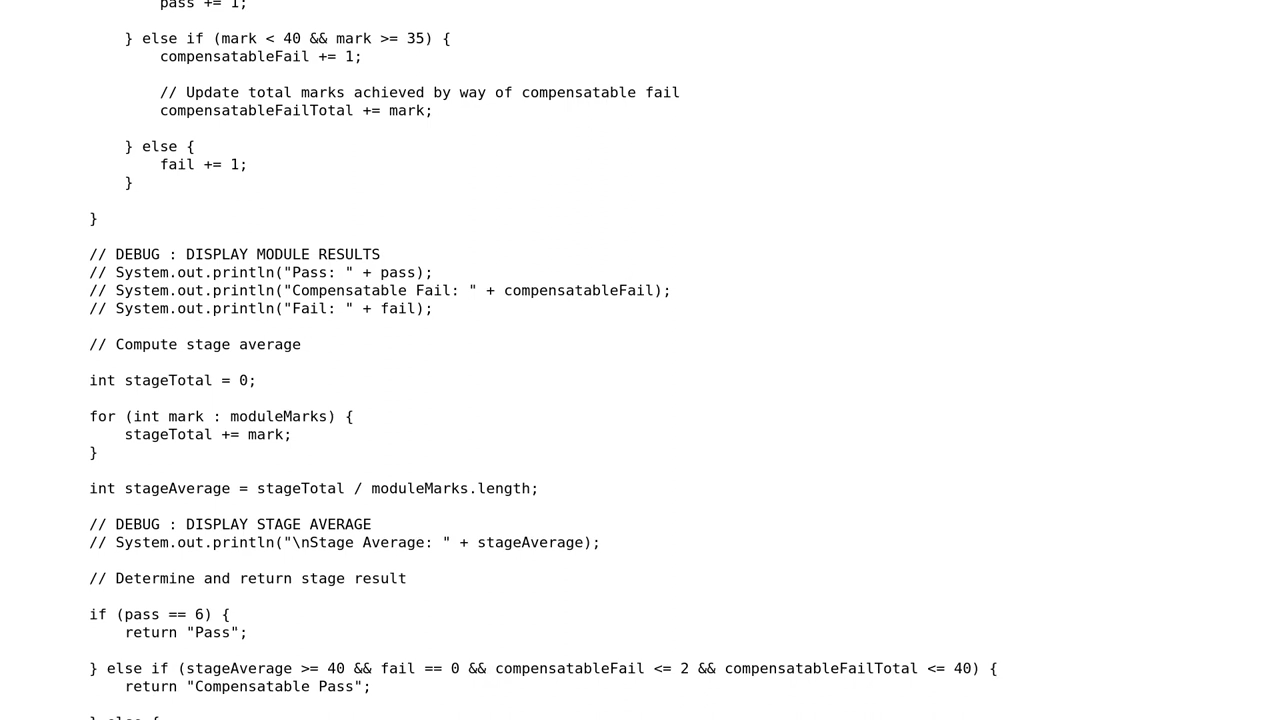 pass += 1;
} else if (mark < 40 && mark >= 35) {
compensatableFail += 1;
// Update total marks achieved by way of compensatable fail
compensatableFailTotal += mark;
} else {
fail += 1;
}
}
// DEBUG : DISPLAY MODULE RESULTS
// System.out.println("Pass: " + pass);
// System.out.println("Compensatable Fail: " + compensatableFail);
// System.out.println("Fail: " + fail);
// Compute stage average
int stageTotal = 0;
for (int mark : moduleMarks) {
stageTotal += mark;
}
int stageAverage = stageTotal / moduleMarks.length;
// DEBUG : DISPLAY STAGE AVERAGE
// System.out.println("\nStage Average: " + stageAverage);
// Determine and return stage result
if (pass == 6) {
return "Pass";
} else if (stageAverage >= 40 && fail == 0 && compensatableFail <= 2 && compensatableFailTotal <= 40) {
return "Compensatable Pass";
} else {